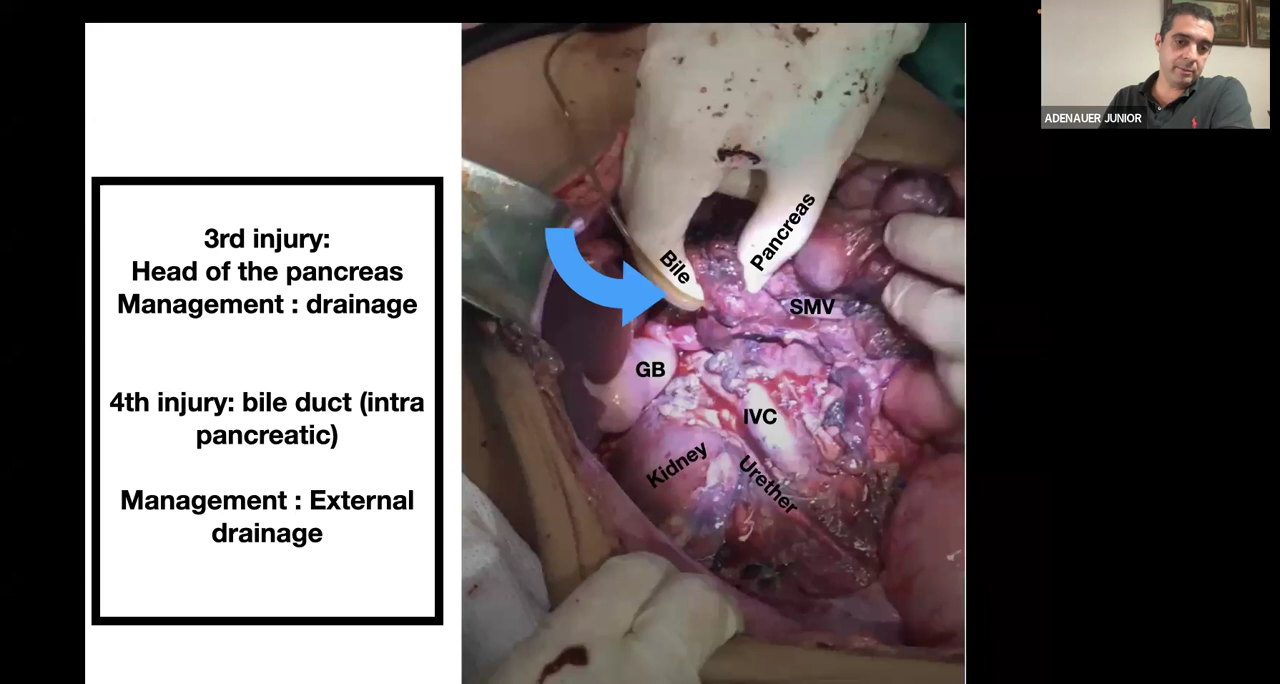 3rd injury:
Head of the pancreas
Management : drainage
4th injury: bile duct (intra
pancreatic)
Management : External
drainage
Bile
Pancreas
SMV
GB
IVC
Kidney
Urether
ADENAUER JUNIOR